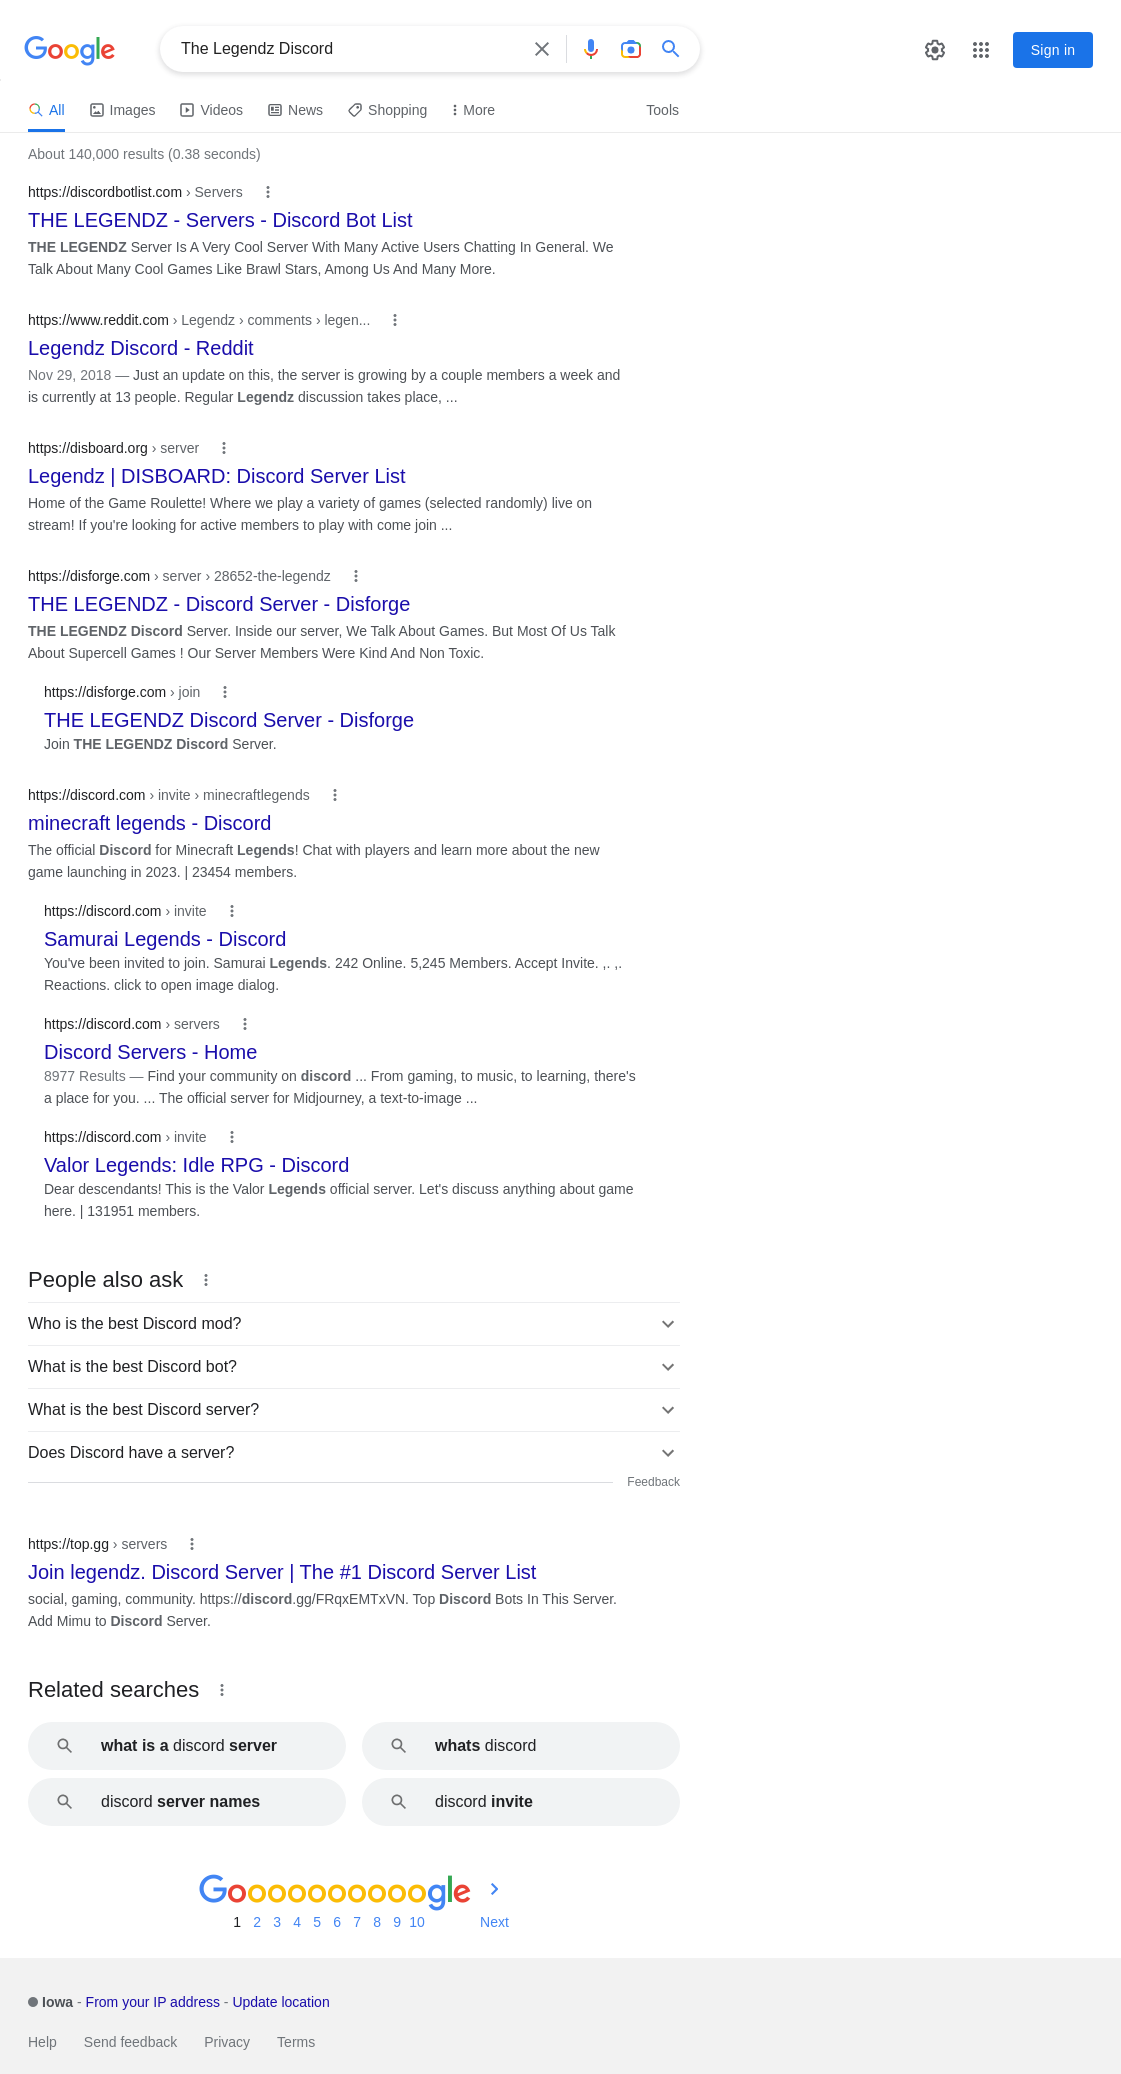 Google
The Legendz Discord
Sign in
All
Images
Videos
News
Shopping
More
Tools
About 140,000 results (0.38 seconds)
https://discordbotlist.com › Servers
THE LEGENDZ - Servers - Discord Bot List
THE LEGENDZ Server Is A Very Cool Server With Many Active Users Chatting In General. We
Talk About Many Cool Games Like Brawl Stars, Among Us And Many More.
https://www.reddit.com › Legendz › comments › legen...
Legendz Discord - Reddit
Nov 29, 2018 — Just an update on this, the server is growing by a couple members a week and
is currently at 13 people. Regular Legendz discussion takes place, ...
https://disboard.org › server
Legendz | DISBOARD: Discord Server List
Home of the Game Roulette! Where we play a variety of games (selected randomly) live on
stream! If you're looking for active members to play with come join ...
https://disforge.com › server › 28652-the-legendz
THE LEGENDZ - Discord Server - Disforge
THE LEGENDZ Discord Server. Inside our server, We Talk About Games. But Most Of Us Talk
About Supercell Games ! Our Server Members Were Kind And Non Toxic.
https://disforge.com › join
THE LEGENDZ Discord Server - Disforge
Join THE LEGENDZ Discord Server.
https://discord.com › invite › minecraftlegends
minecraft legends - Discord
The official Discord for Minecraft Legends! Chat with players and learn more about the new
game launching in 2023. | 23454 members.
https://discord.com › invite
Samurai Legends - Discord
You've been invited to join. Samurai Legends. 242 Online. 5,245 Members. Accept Invite. ,. ,.
Reactions. click to open image dialog.
https://discord.com › servers
Discord Servers - Home
8977 Results — Find your community on discord ... From gaming, to music, to learning, there's
a place for you. ... The official server for Midjourney, a text-to-image ...
https://discord.com › invite
Valor Legends: Idle RPG - Discord
Dear descendants! This is the Valor Legends official server. Let's discuss anything about game
here. | 131951 members.
People also ask
Who is the best Discord mod?
What is the best Discord bot?
What is the best Discord server?
Does Discord have a server?
Feedback
https://top.gg › servers
Join legendz. Discord Server | The #1 Discord Server List
social, gaming, community. https://discord.gg/FRqxEMTxVN. Top Discord Bots In This Server.
Add Mimu to Discord Server.
Related searches
what is a discord server
whats discord
discord server names
discord invite
Goooooooooogle
1 2 3 4 5 6 7 8 9 10 Next
Iowa - From your IP address - Update location
Help Send feedback Privacy Terms